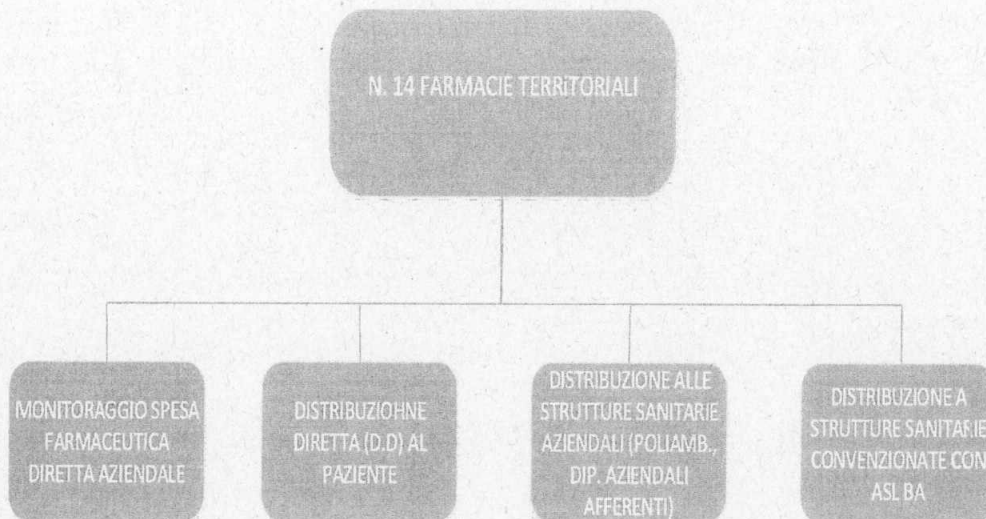 N. 14 FARMACIE TERRiTORIALI
MONITORAGGIO SPESA
FARMACEUTICA
DIRETTA AZIENDALE
DISTRIBUZIOHNE
DIRETTA (D.D) AL
PAZIENTE
DISTRIBUZIONE ALLE
STRUTTURE SANITARIE
AZIENDALI (POLIAMB.,
DIP. AZIENDALI
AFFERENTI)
DISTRIBUZIONE A
STRUTTURE SANITARIE
CONVENZIONATE CON
ASL BA